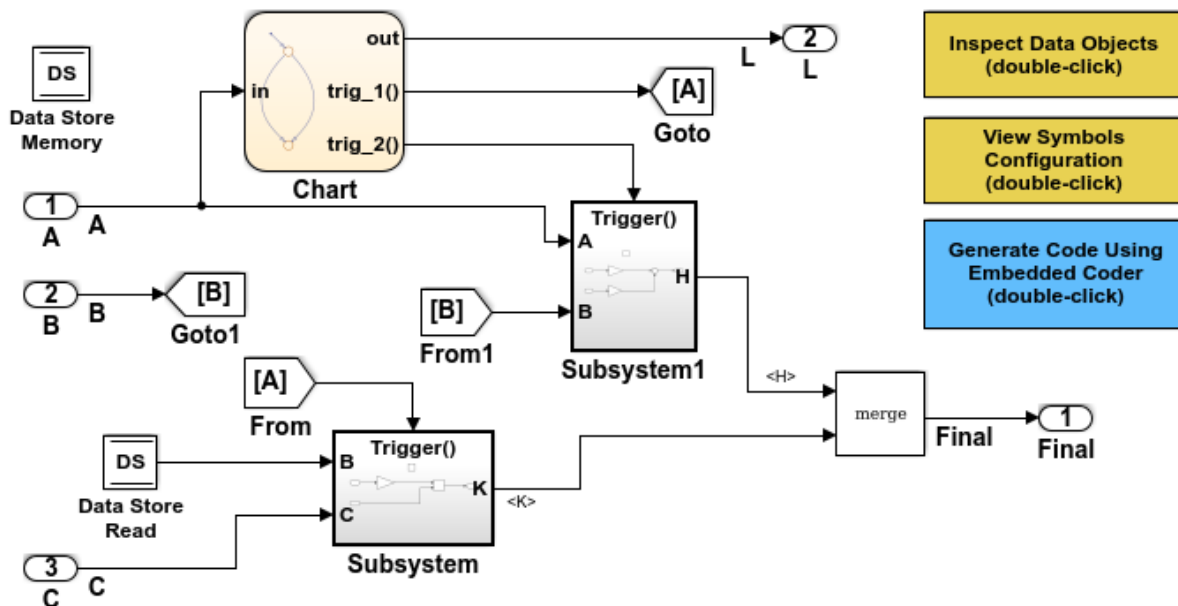 out
2
L
L
Inspect Data Objects
(double-click)
DS
Data Store
Memory
in
trig_1()
[A]
Goto
trig_2()
Chart
View Symbols
Configuration
(double-click)
1
A
A
Trigger()
A
H
B
Subsystem1
Generate Code Using
Embedded Coder
(double-click)
2
B
B
[B]
Goto1
[B]
From1
<H>
[A]
From
merge
Final
1
Final
DS
Data Store
Read
Trigger()
B
K
C
Subsystem
<K>
3
C
C